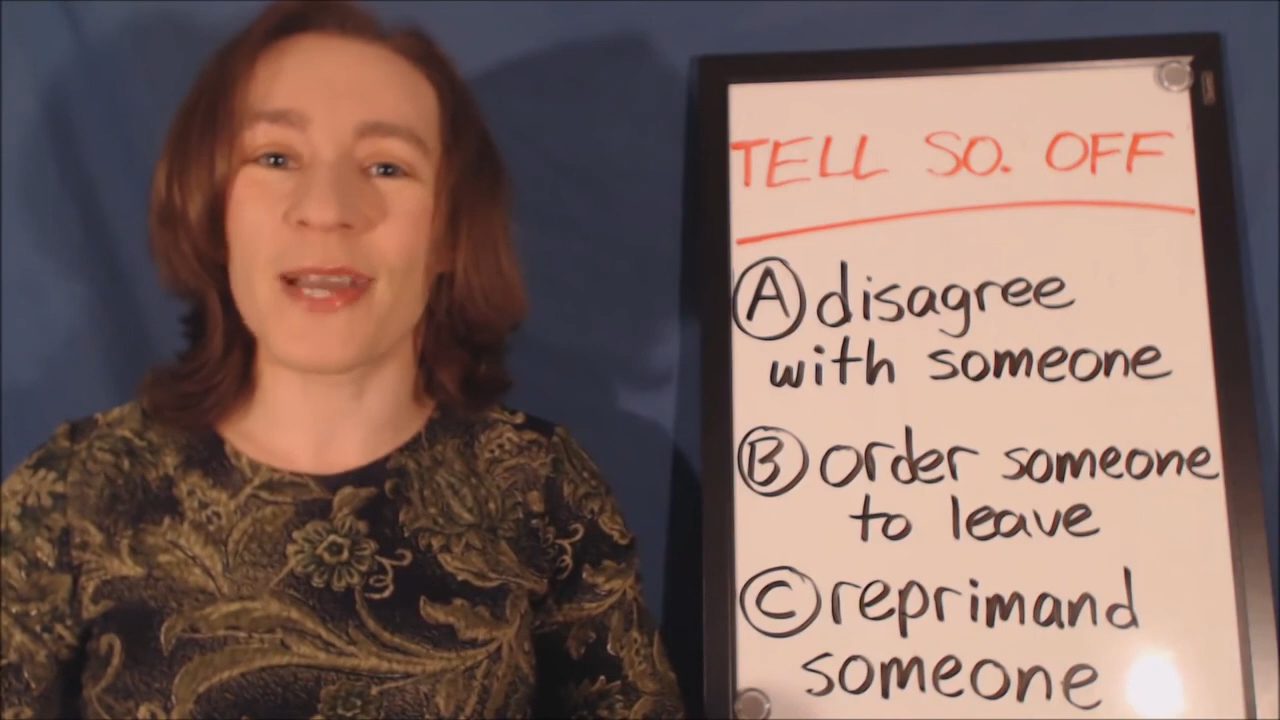 TELL SO. OFF
A disagree
with someone
B order someone
to leave
C reprimand
someone